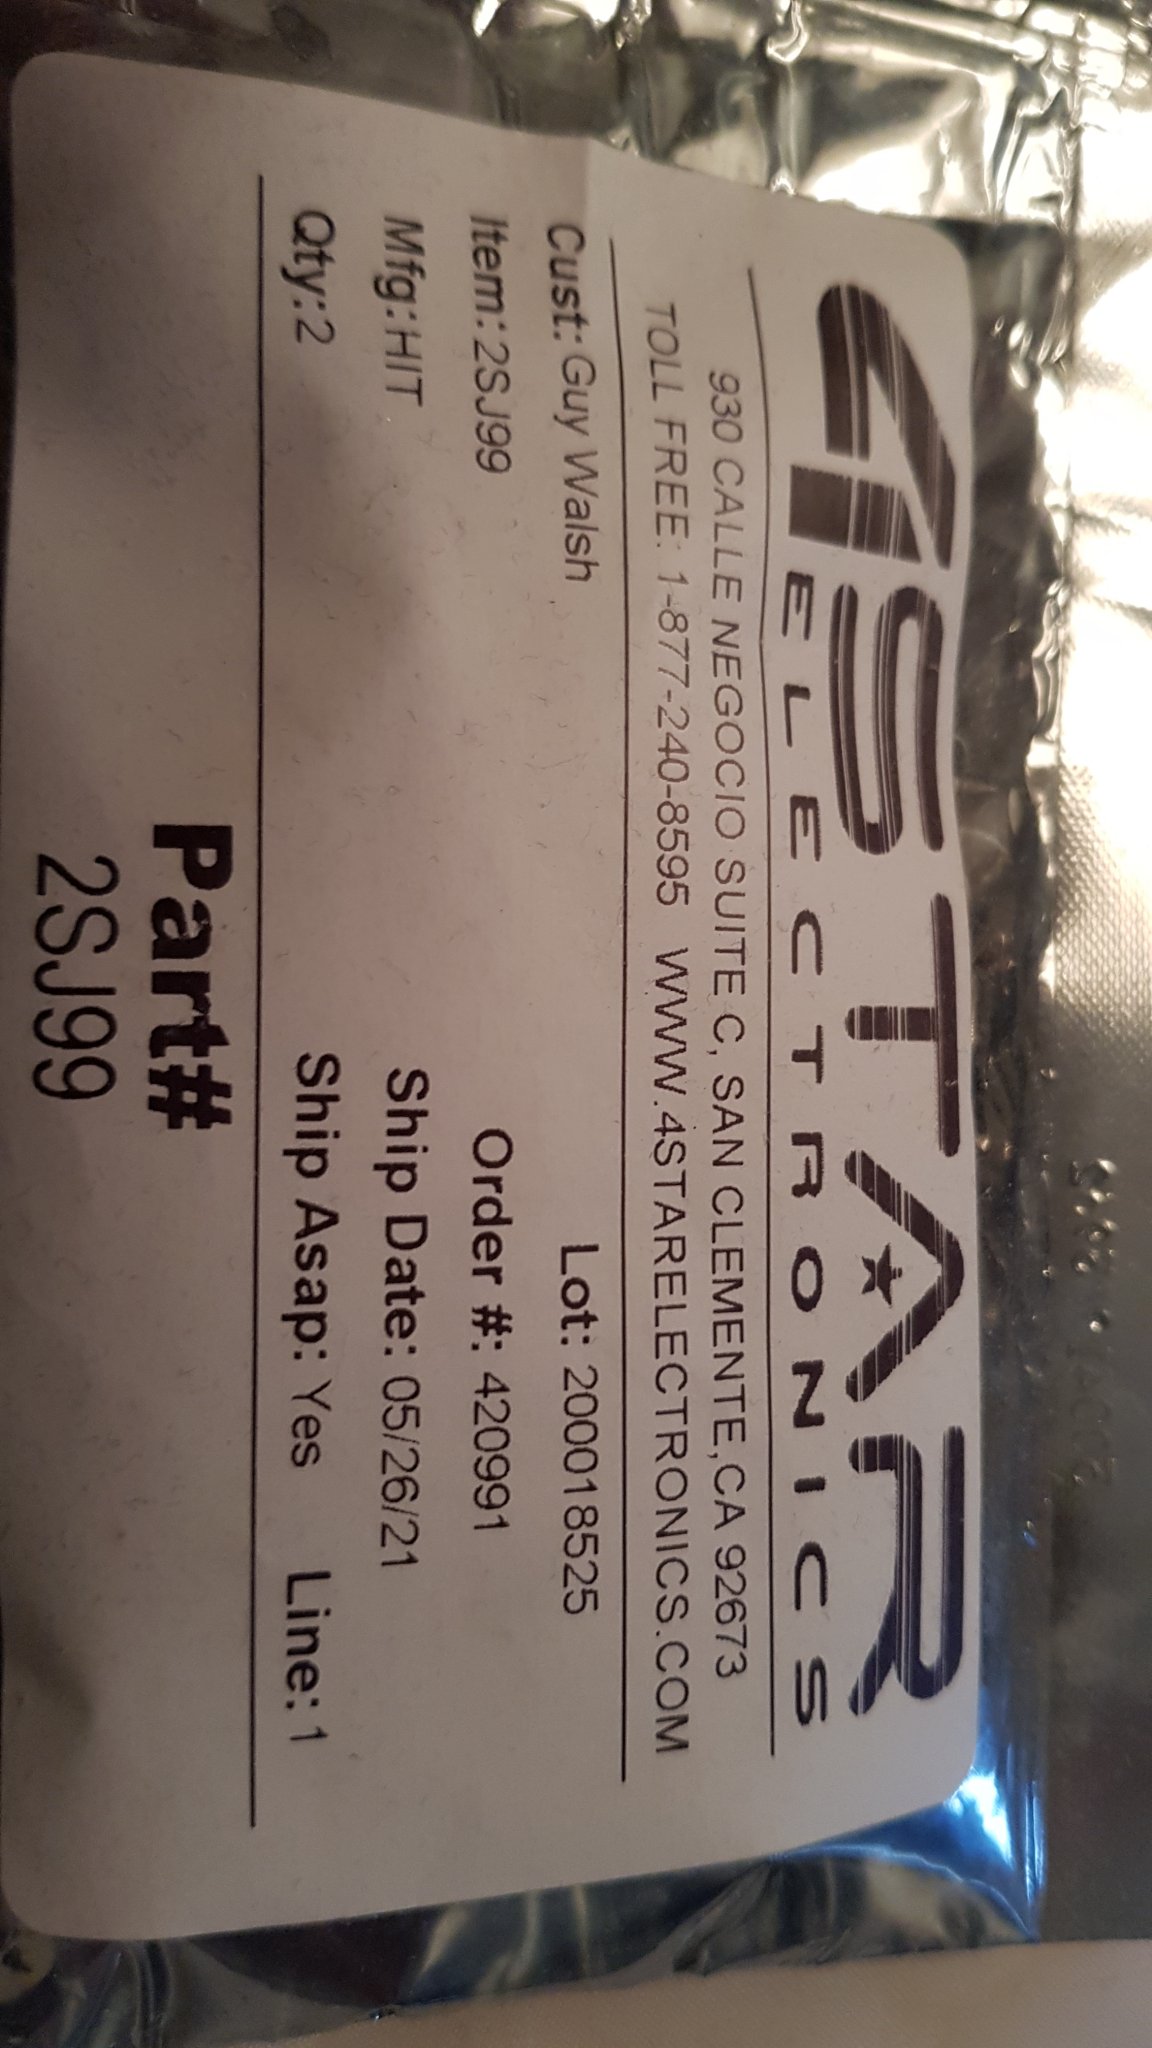 4STAR
ELECTRONICS
930 CALLE NEGOCIO SUITE C, SAN CLEMENTE, CA 92673
TOLL FREE: 1-877-240-8595 WWW.4STARELECTRONICS.COM
Cust: Guy Walsh Lot: 200018525
Item: 2SJ99 Order #: 420991
Mfg: HIT Ship Date: 05/26/21
Qty: 2 Ship Asap: Yes Line: 1
Part#
2SJ99